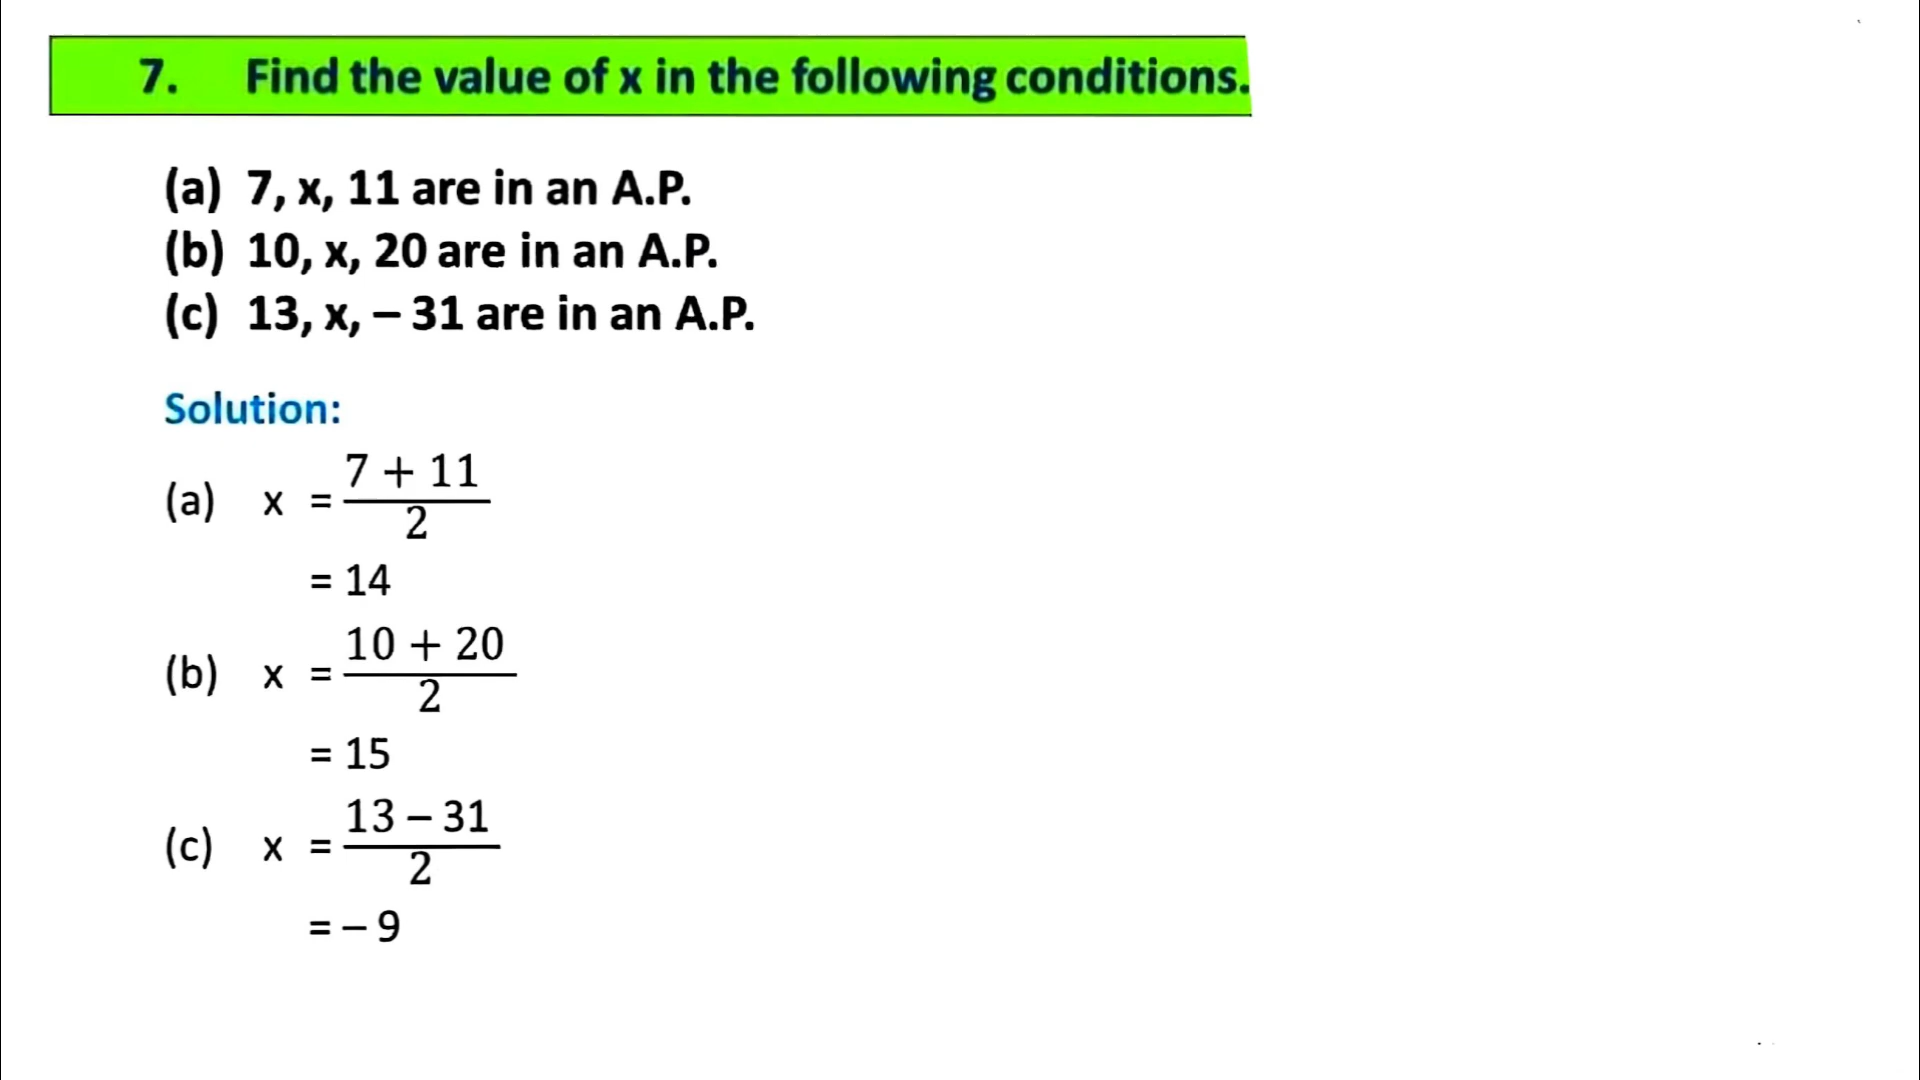 7. Find the value of x in the following conditions.
(a) 7, x, 11 are in an A.P.
(b) 10, x, 20 are in an A.P.
(c) 13, x, – 31 are in an A.P.
Solution:
(a) x = (7 + 11)/2
= 14
(b) x = (10 + 20)/2
= 15
(c) x = (13 – 31)/2
= – 9